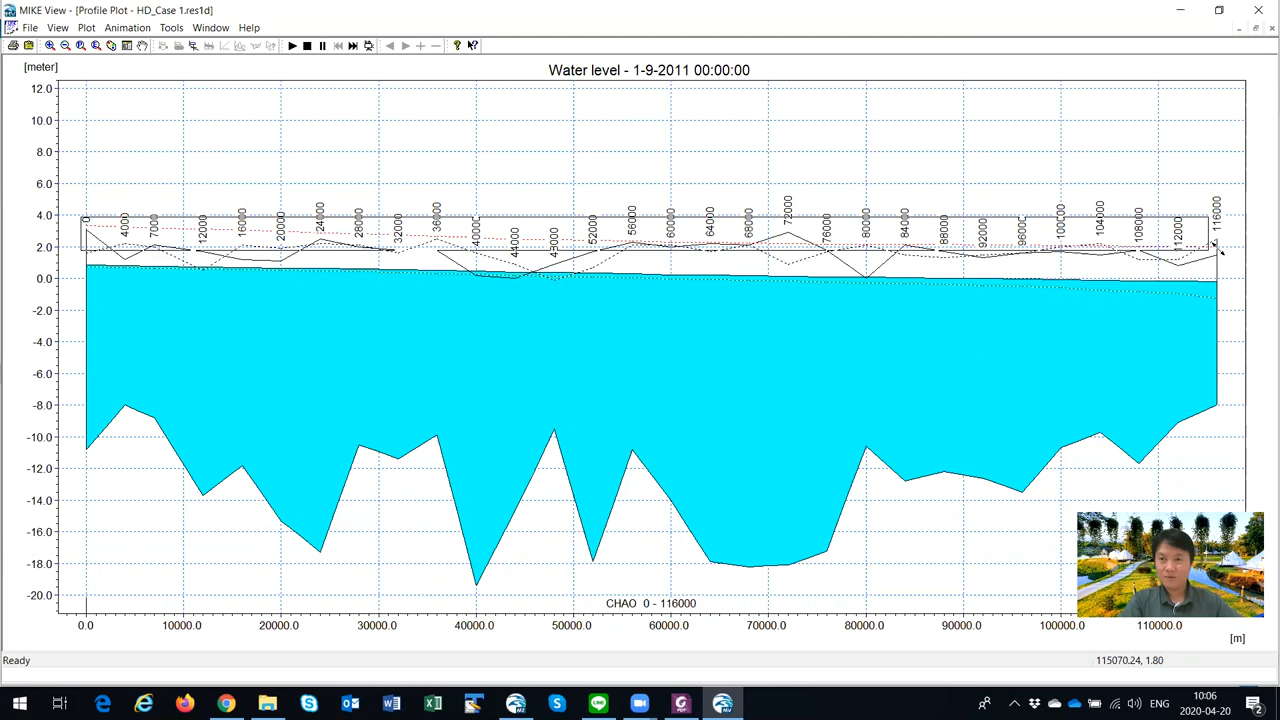 MIKE View - [Profile Plot - HD_Case 1.res1d]
File View Plot Animation Tools Window Help
[meter]
Water level - 1-9-2011 00:00:00
12.0
10.0
8.0
6.0
4.0
2.0
0.0
-2.0
-4.0
-6.0
-8.0
-10.0
-12.0
-14.0
-16.0
-18.0
-20.0
0 4000 7000 12000 16000 20000 24000 28000 32000 36000 40000 44000 48000 52000 56000 60000 64000 68000 72000 76000 80000 84000 88000 92000 96000 100000 104000 108000 112000 116000
CHAO 0 - 116000
0.0 10000.0 20000.0 30000.0 40000.0 50000.0 60000.0 70000.0 80000.0 90000.0 100000.0 110000.0
[m]
Ready
115070.24, 1.80
ENG
10:06
2020-04-20
2